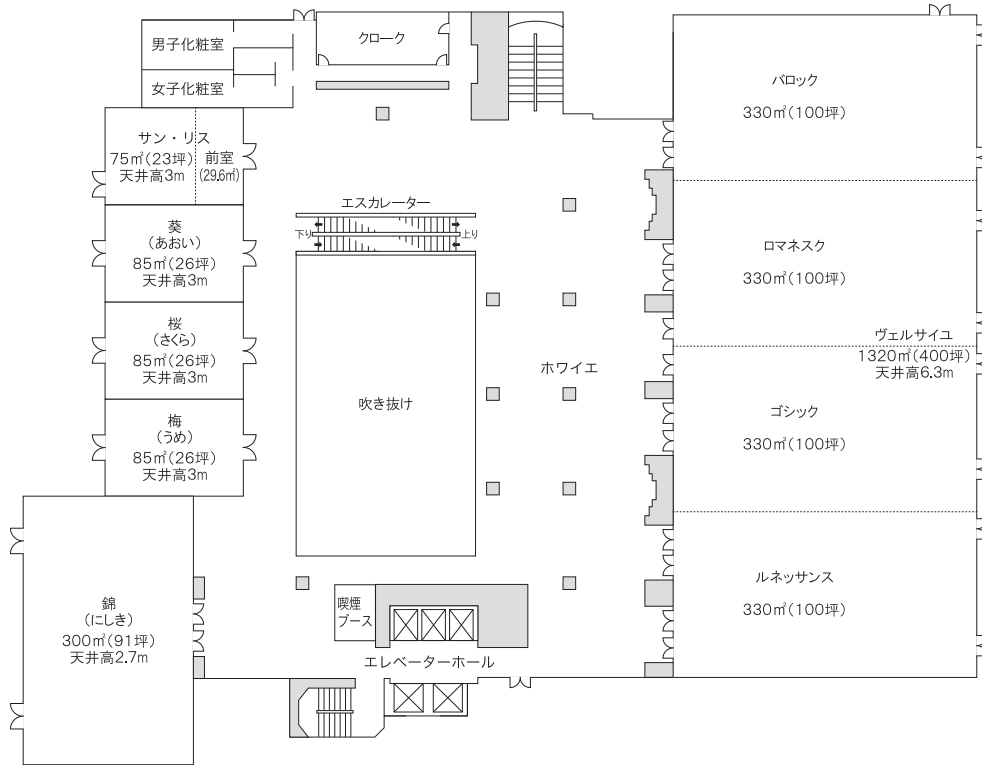 男子化粧室
女子化粧室
クローク
サン・リス
75㎡(23坪)
天井高3m
前室
(29.6㎡)
葵
(あおい)
85㎡(26坪)
天井高3m
桜
(さくら)
85㎡(26坪)
天井高3m
梅
(うめ)
85㎡(26坪)
天井高3m
錦
(にしき)
300㎡(91坪)
天井高2.7m
エスカレーター
下り
上り
吹き抜け
ホワイエ
喫煙
ブース
エレベーターホール
バロック
330㎡(100坪)
ロマネスク
330㎡(100坪)
ヴェルサイユ
1320㎡(400坪)
天井高6.3m
ゴシック
330㎡(100坪)
ルネッサンス
330㎡(100坪)